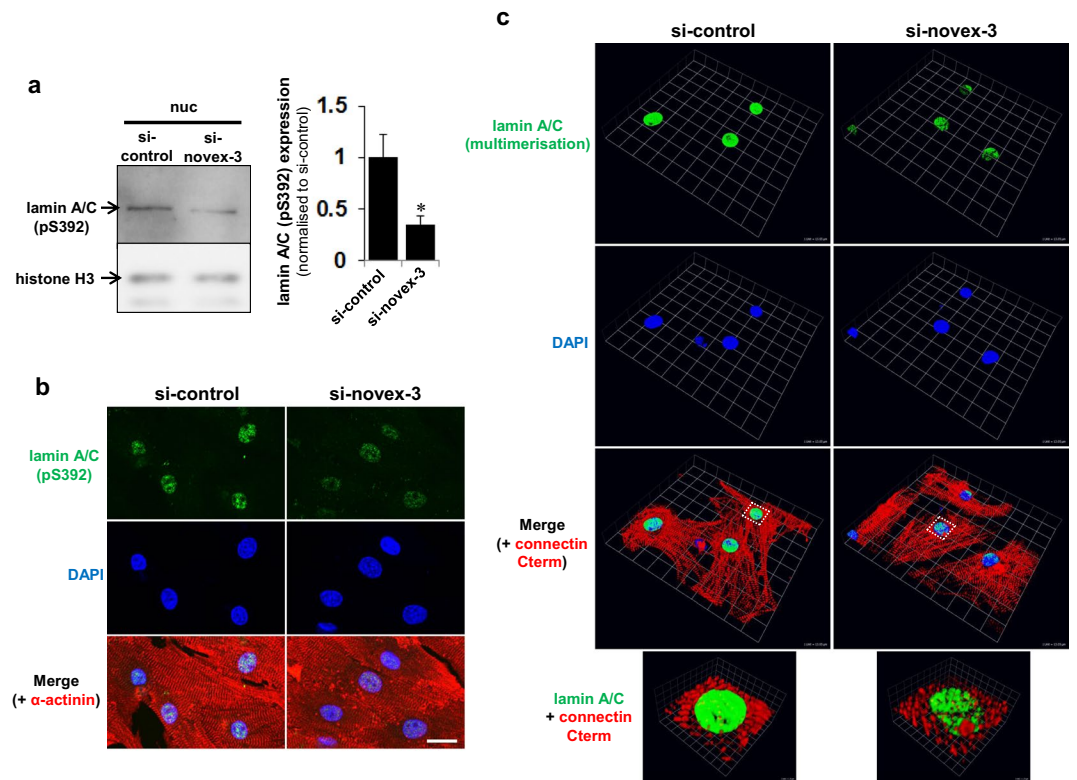 a
nuc
si-
control
si-
novex-3
lamin A/C
(pS392)
histone H3
lamin A/C (pS392) expression
(normalised to si-control)
1.5
1
0.5
0
*
si-control
si-novex-3
b
si-control
si-novex-3
lamin A/C
(pS392)
DAPI
Merge
(+ α-actinin)
c
si-control
si-novex-3
lamin A/C
(multimerisation)
DAPI
Merge
(+ connectin
Cterm)
lamin A/C
+ connectin
Cterm